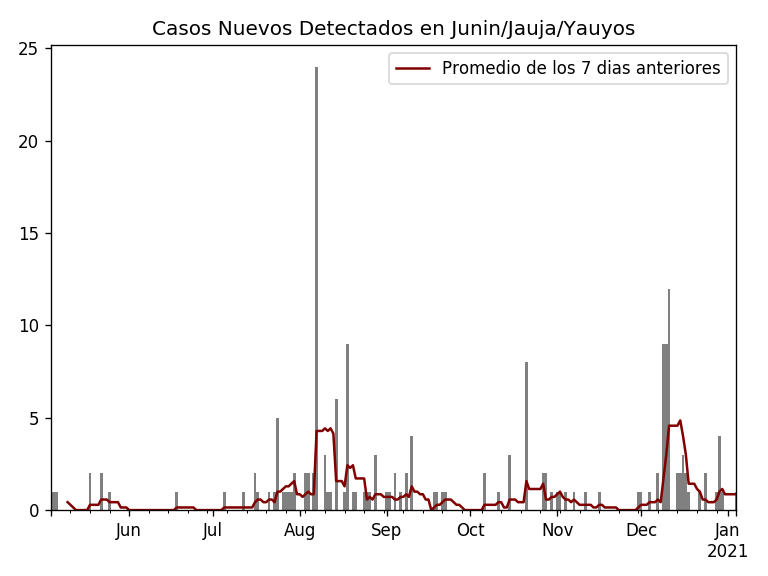 Casos Nuevos Detectados en Junin/Jauja/Yauyos
Promedio de los 7 dias anteriores
25
20
15
10
5
0
Jun Jul Aug Sep Oct Nov Dec Jan
2021